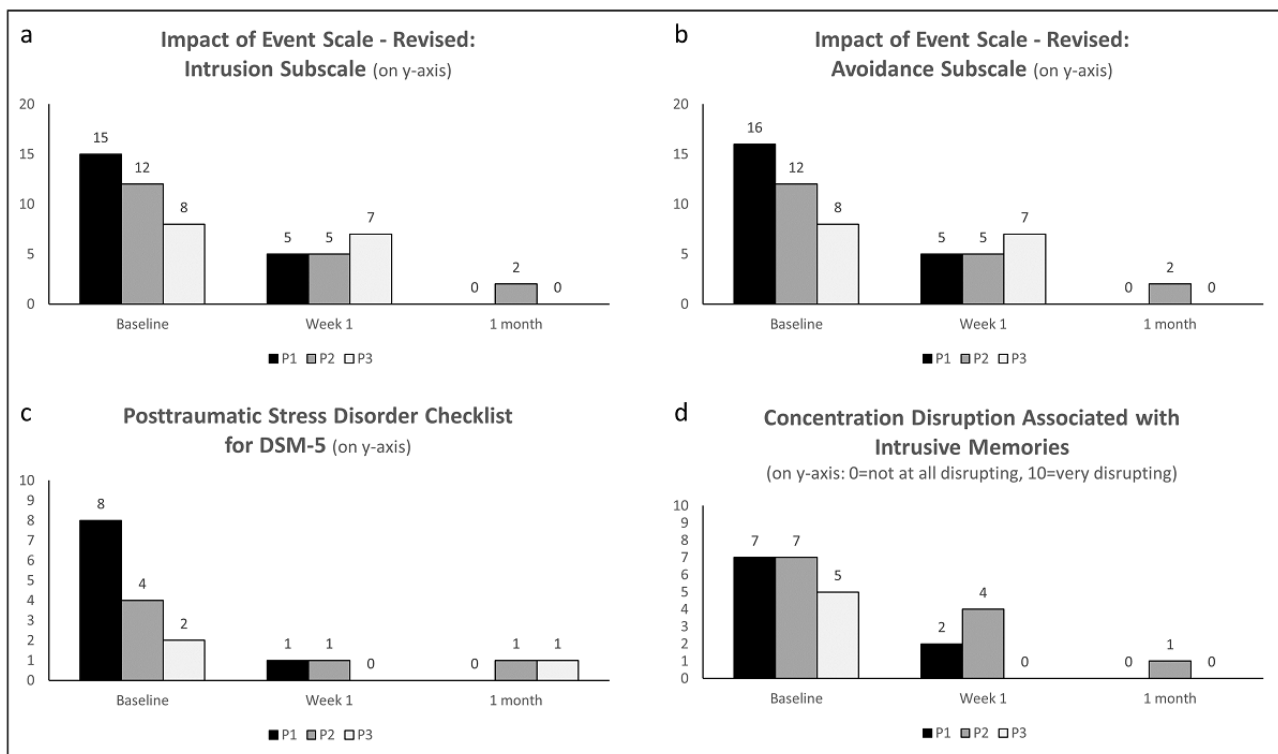 a
Impact of Event Scale - Revised:
Intrusion Subscale (on y-axis)
20
15
10
5
0
15
12
8
5
5
7
0
2
0
Baseline
Week 1
1 month
P1 P2 P3
b
Impact of Event Scale - Revised:
Avoidance Subscale (on y-axis)
20
15
10
5
0
16
12
8
5
5
7
0
2
0
Baseline
Week 1
1 month
P1 P2 P3
c
Posttraumatic Stress Disorder Checklist
for DSM-5 (on y-axis)
10
9
8
7
6
5
4
3
2
1
0
8
4
2
1
1
0
0
1
1
Baseline
Week 1
1 month
P1 P2 P3
d
Concentration Disruption Associated with
Intrusive Memories
(on y-axis: 0=not at all disrupting, 10=very disrupting)
10
9
8
7
6
5
4
3
2
1
0
7
7
5
2
4
0
0
1
0
Baseline
Week 1
1 month
P1 P2 P3